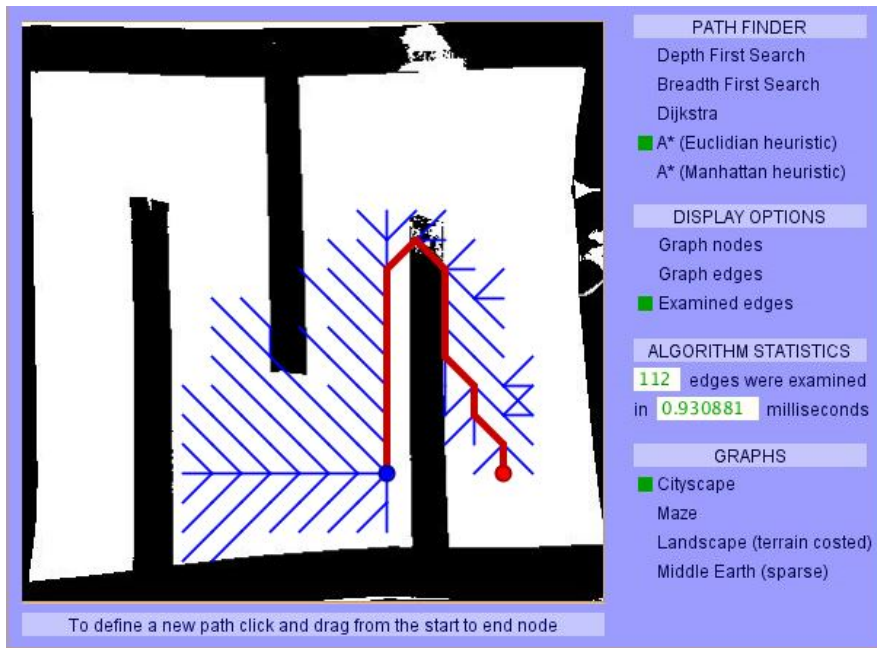 PATH FINDER
Depth First Search
Breadth First Search
Dijkstra
A* (Euclidian heuristic)
A* (Manhattan heuristic)
DISPLAY OPTIONS
Graph nodes
Graph edges
Examined edges
ALGORITHM STATISTICS
112 edges were examined
in 0.930881 milliseconds
GRAPHS
Cityscape
Maze
Landscape (terrain costed)
Middle Earth (sparse)
To define a new path click and drag from the start to end node